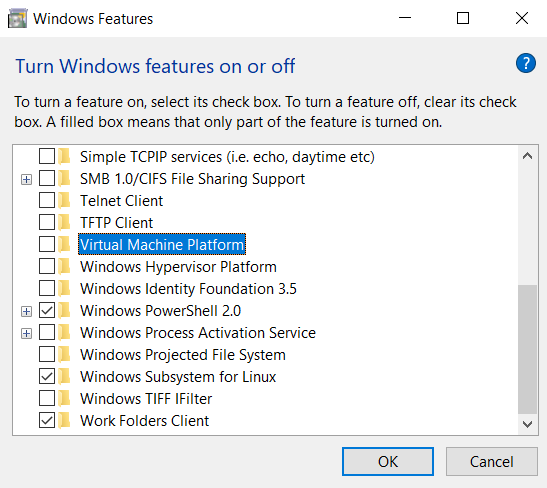 Windows Features
Turn Windows features on or off
?
To turn a feature on, select its check box. To turn a feature off, clear its check
box. A filled box means that only part of the feature is turned on.
Simple TCPIP services (i.e. echo, daytime etc)
SMB 1.0/CIFS File Sharing Support
Telnet Client
TFTP Client
Virtual Machine Platform
Windows Hypervisor Platform
Windows Identity Foundation 3.5
Windows PowerShell 2.0
Windows Process Activation Service
Windows Projected File System
Windows Subsystem for Linux
Windows TIFF IFilter
Work Folders Client
OK Cancel